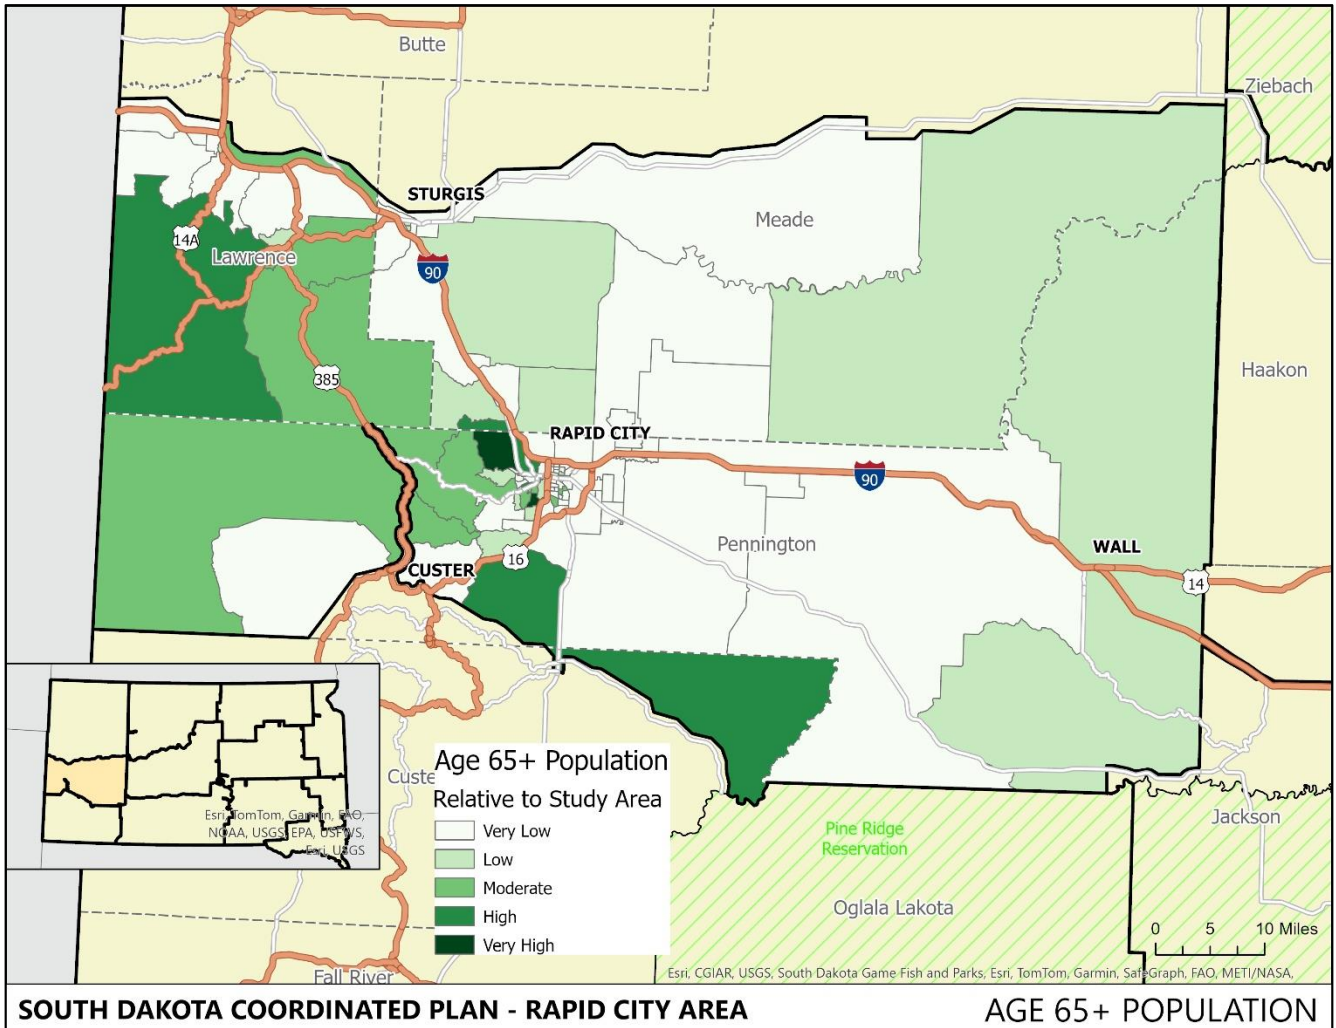 Butte
Ziebach
STURGIS
Meade
14A
Lawrence
90
Haakon
385
RAPID CITY
90
Pennington
WALL
16
CUSTER
14
Age 65+ Population
Relative to Study Area
Very Low
Low
Moderate
High
Very High
Custe
Esri, TomTom, Garmin, FAO,
NOAA, USGS, EPA, USFWS,
Esri, USGS
Pine Ridge
Reservation
Jackson
Oglala Lakota
0 5 10 Miles
Fall River
Esri, CGIAR, USGS, South Dakota Game Fish and Parks, Esri, TomTom, Garmin, SafeGraph, FAO, METI/NASA,
SOUTH DAKOTA COORDINATED PLAN - RAPID CITY AREA
AGE 65+ POPULATION